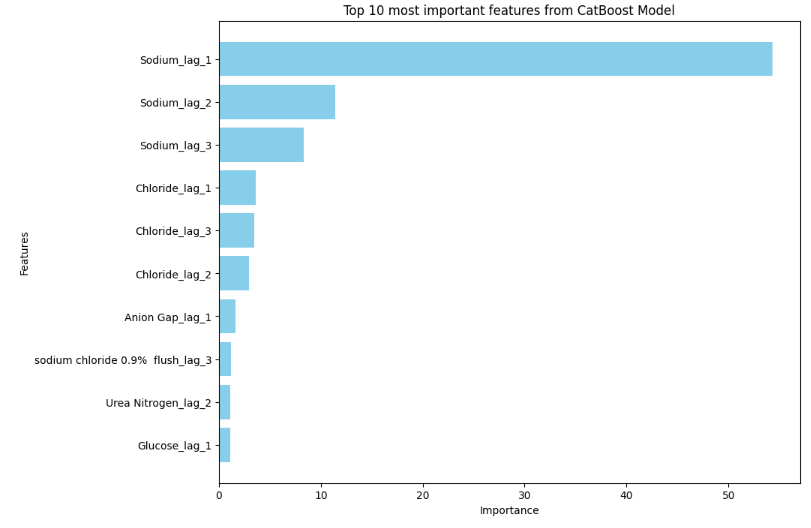 Top 10 most important features from CatBoost Model
Sodium_lag_1
Sodium_lag_2
Sodium_lag_3
Chloride_lag_1
Chloride_lag_3
Chloride_lag_2
Anion Gap_lag_1
sodium chloride 0.9%  flush_lag_3
Urea Nitrogen_lag_2
Glucose_lag_1
Features
0 10 20 30 40 50
Importance